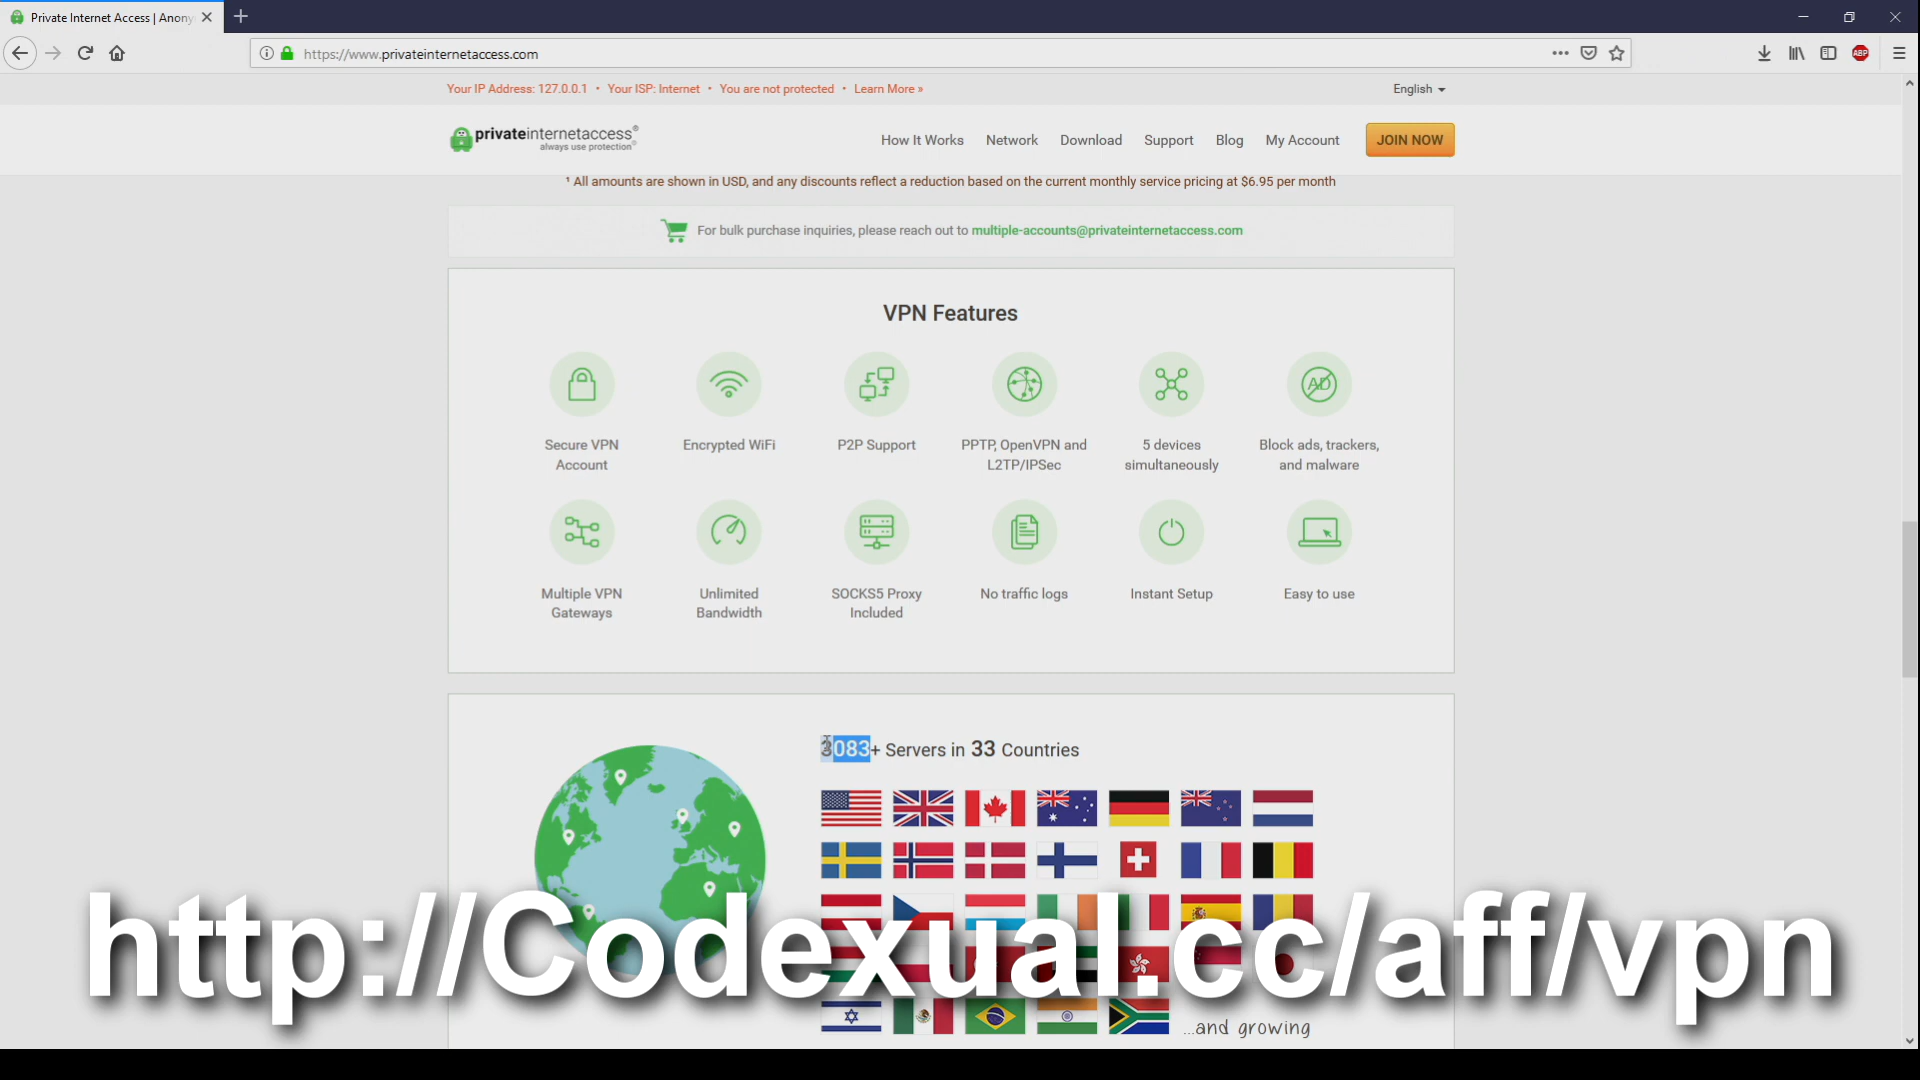 Private Internet Access | Anony
https://www.privateinternetaccess.com
ABP
Your IP Address: 127.0.0.1 • Your ISP: Internet • You are not protected • Learn More »
English
privateinternetaccess®
always use protection®
How It Works
Network
Download
Support
Blog
My Account
JOIN NOW
¹ All amounts are shown in USD, and any discounts reflect a reduction based on the current monthly service pricing at $6.95 per month
For bulk purchase inquiries, please reach out to multiple-accounts@privateinternetaccess.com
VPN Features
AD
Secure VPN
Account
Encrypted WiFi
P2P Support
PPTP, OpenVPN and
L2TP/IPSec
5 devices
simultaneously
Block ads, trackers,
and malware
Multiple VPN
Gateways
Unlimited
Bandwidth
SOCKS5 Proxy
Included
No traffic logs
Instant Setup
Easy to use
3083+ Servers in 33 Countries
http://Codexual.cc/aff/vpn
...and growing